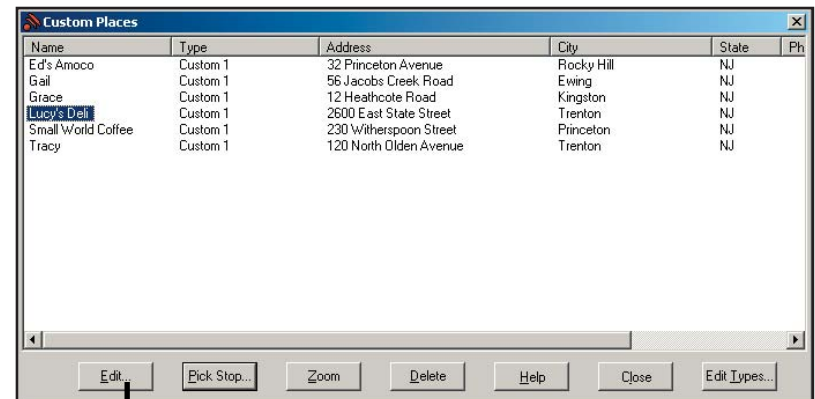 Custom Places
Name Type Address City State Ph
Ed's Amoco Custom 1 32 Princeton Avenue Rocky Hill NJ
Gail Custom 1 56 Jacobs Creek Road Ewing NJ
Grace Custom 1 12 Heathcote Road Kingston NJ
Lucy's Deli Custom 1 2600 East State Street Trenton NJ
Small World Coffee Custom 1 230 Witherspoon Street Princeton NJ
Tracy Custom 1 120 North Olden Avenue Trenton NJ
Edit... Pick Stop... Zoom Delete Help Close Edit Types...